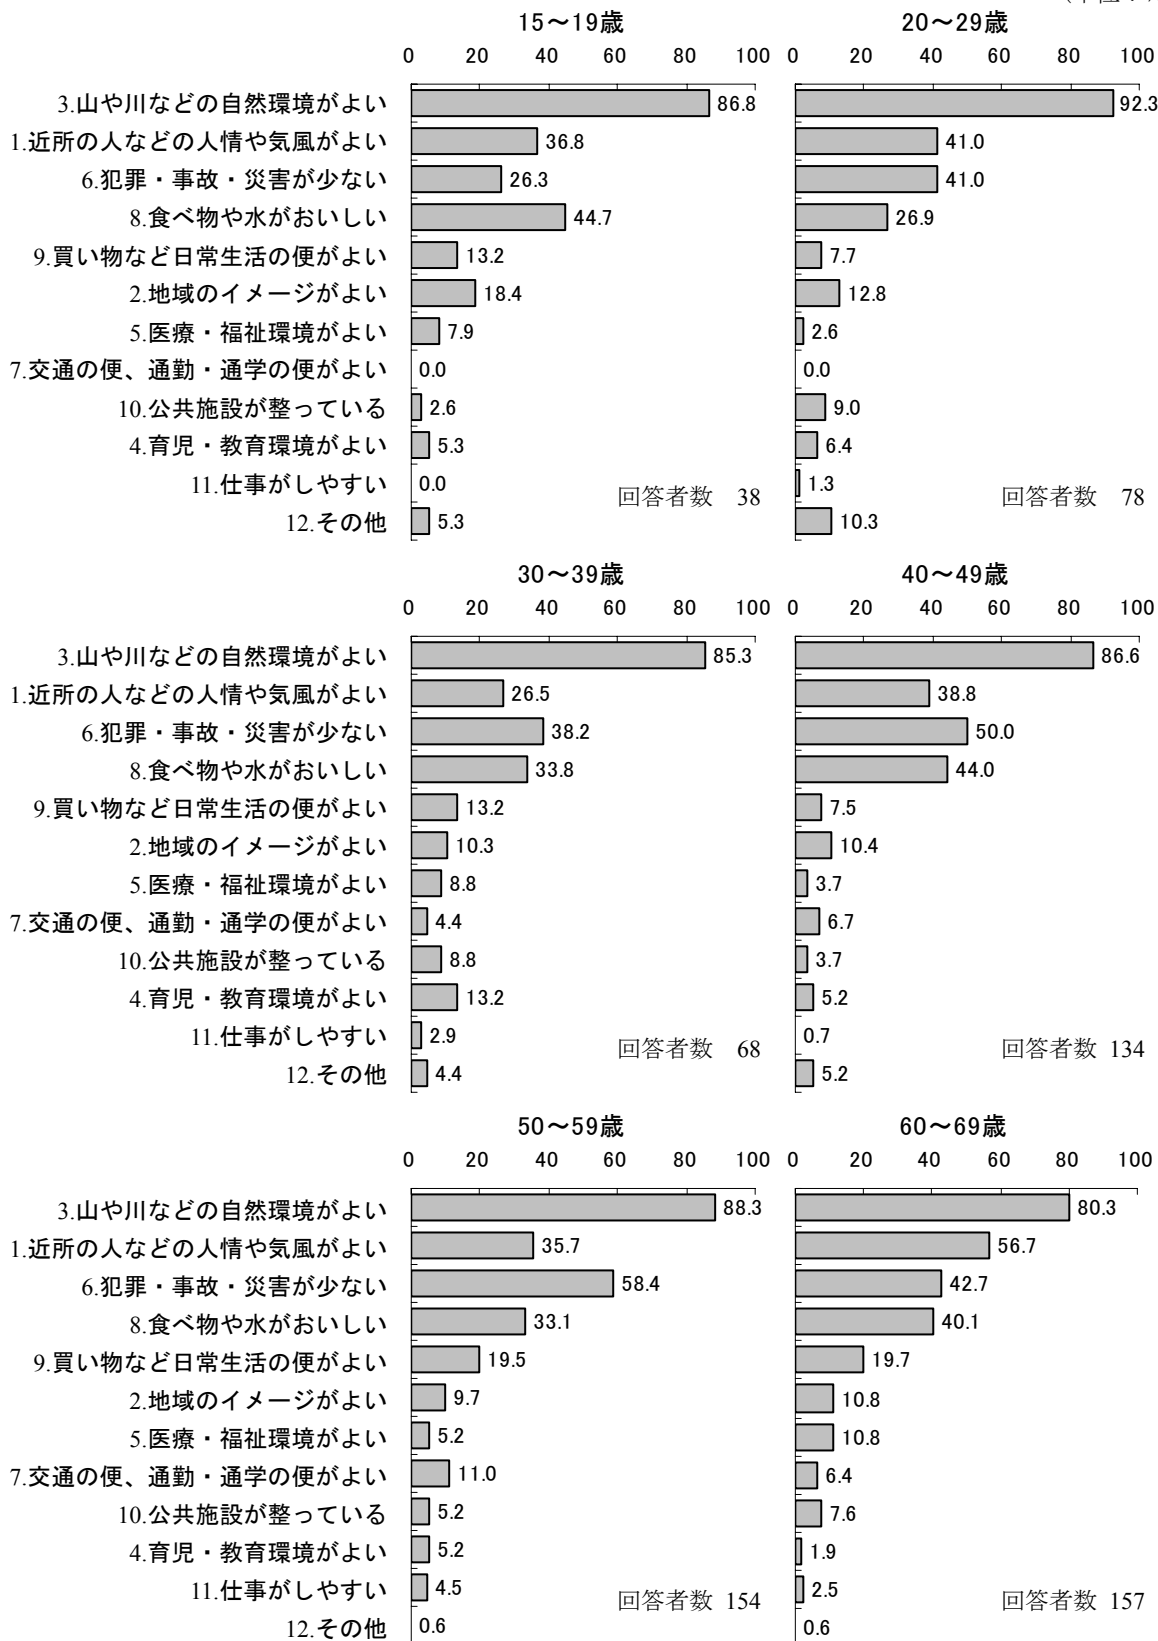 15～19歳 20～29歳
0 20 40 60 80 100 0 20 40 60 80 100
3.山や川などの自然環境がよい 86.8 92.3
1.近所の人などの人情や気風がよい 36.8 41.0
6.犯罪・事故・災害が少ない 26.3 41.0
8.食べ物や水がおいしい 44.7 26.9
9.買い物など日常生活の便がよい 13.2 7.7
2.地域のイメージがよい 18.4 12.8
5.医療・福祉環境がよい 7.9 2.6
7.交通の便、通勤・通学の便がよい 0.0 0.0
10.公共施設が整っている 2.6 9.0
4.育児・教育環境がよい 5.3 6.4
11.仕事がしやすい 0.0 回答者数 38 1.3 回答者数 78
12.その他 5.3 10.3
30～39歳 40～49歳
0 20 40 60 80 100 0 20 40 60 80 100
3.山や川などの自然環境がよい 85.3 86.6
1.近所の人などの人情や気風がよい 26.5 38.8
6.犯罪・事故・災害が少ない 38.2 50.0
8.食べ物や水がおいしい 33.8 44.0
9.買い物など日常生活の便がよい 13.2 7.5
2.地域のイメージがよい 10.3 10.4
5.医療・福祉環境がよい 8.8 3.7
7.交通の便、通勤・通学の便がよい 4.4 6.7
10.公共施設が整っている 8.8 3.7
4.育児・教育環境がよい 13.2 5.2
11.仕事がしやすい 2.9 回答者数 68 0.7 回答者数 134
12.その他 4.4 5.2
50～59歳 60～69歳
0 20 40 60 80 100 0 20 40 60 80 100
3.山や川などの自然環境がよい 88.3 80.3
1.近所の人などの人情や気風がよい 35.7 56.7
6.犯罪・事故・災害が少ない 58.4 42.7
8.食べ物や水がおいしい 33.1 40.1
9.買い物など日常生活の便がよい 19.5 19.7
2.地域のイメージがよい 9.7 10.8
5.医療・福祉環境がよい 5.2 10.8
7.交通の便、通勤・通学の便がよい 11.0 6.4
10.公共施設が整っている 5.2 7.6
4.育児・教育環境がよい 5.2 1.9
11.仕事がしやすい 4.5 回答者数 154 2.5 回答者数 157
12.その他 0.6 0.6